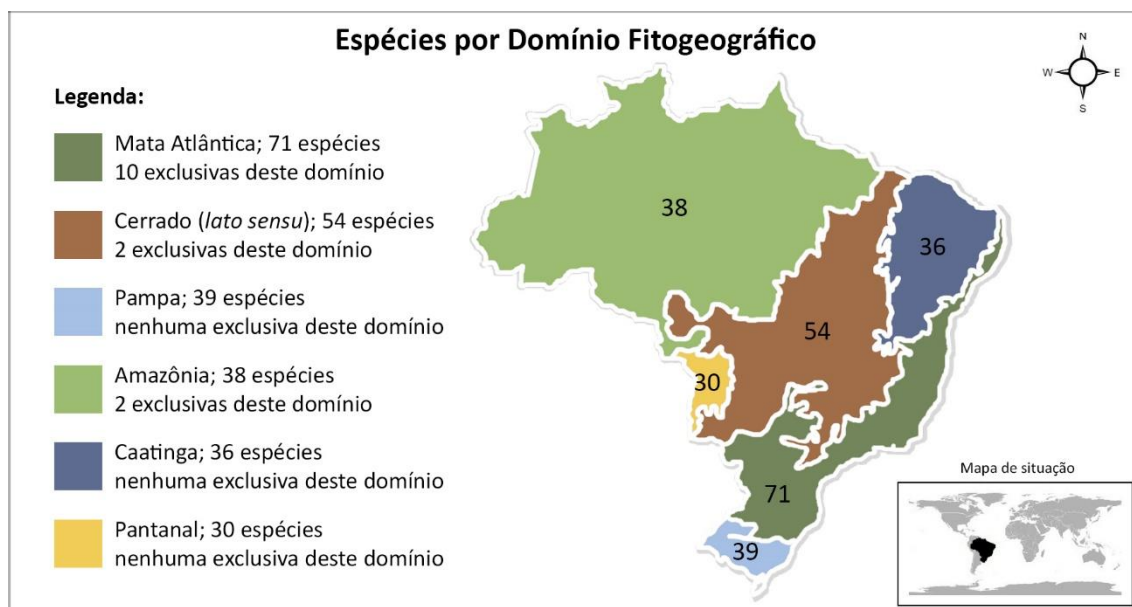 Espécies por Domínio Fitogeográfico
N
W
E
S
Legenda:
Mata Atlântica; 71 espécies
10 exclusivas deste domínio
Cerrado (lato sensu); 54 espécies
2 exclusivas deste domínio
Pampa; 39 espécies
nenhuma exclusiva deste domínio
Amazônia; 38 espécies
2 exclusivas deste domínio
Caatinga; 36 espécies
nenhuma exclusiva deste domínio
Pantanal; 30 espécies
nenhuma exclusiva deste domínio
38
36
54
30
71
39
Mapa de situação